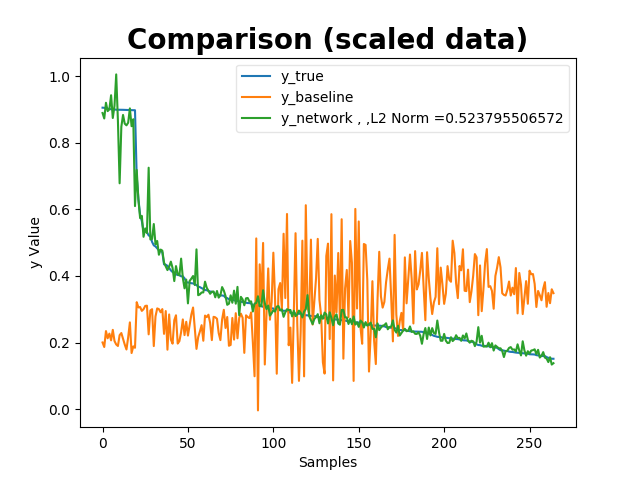 Comparison (scaled data)
y_true
y_baseline
y_network , ,L2 Norm =0.523795506572
y Value
1.0
0.8
0.6
0.4
0.2
0.0
0
50
100
150
200
250
Samples